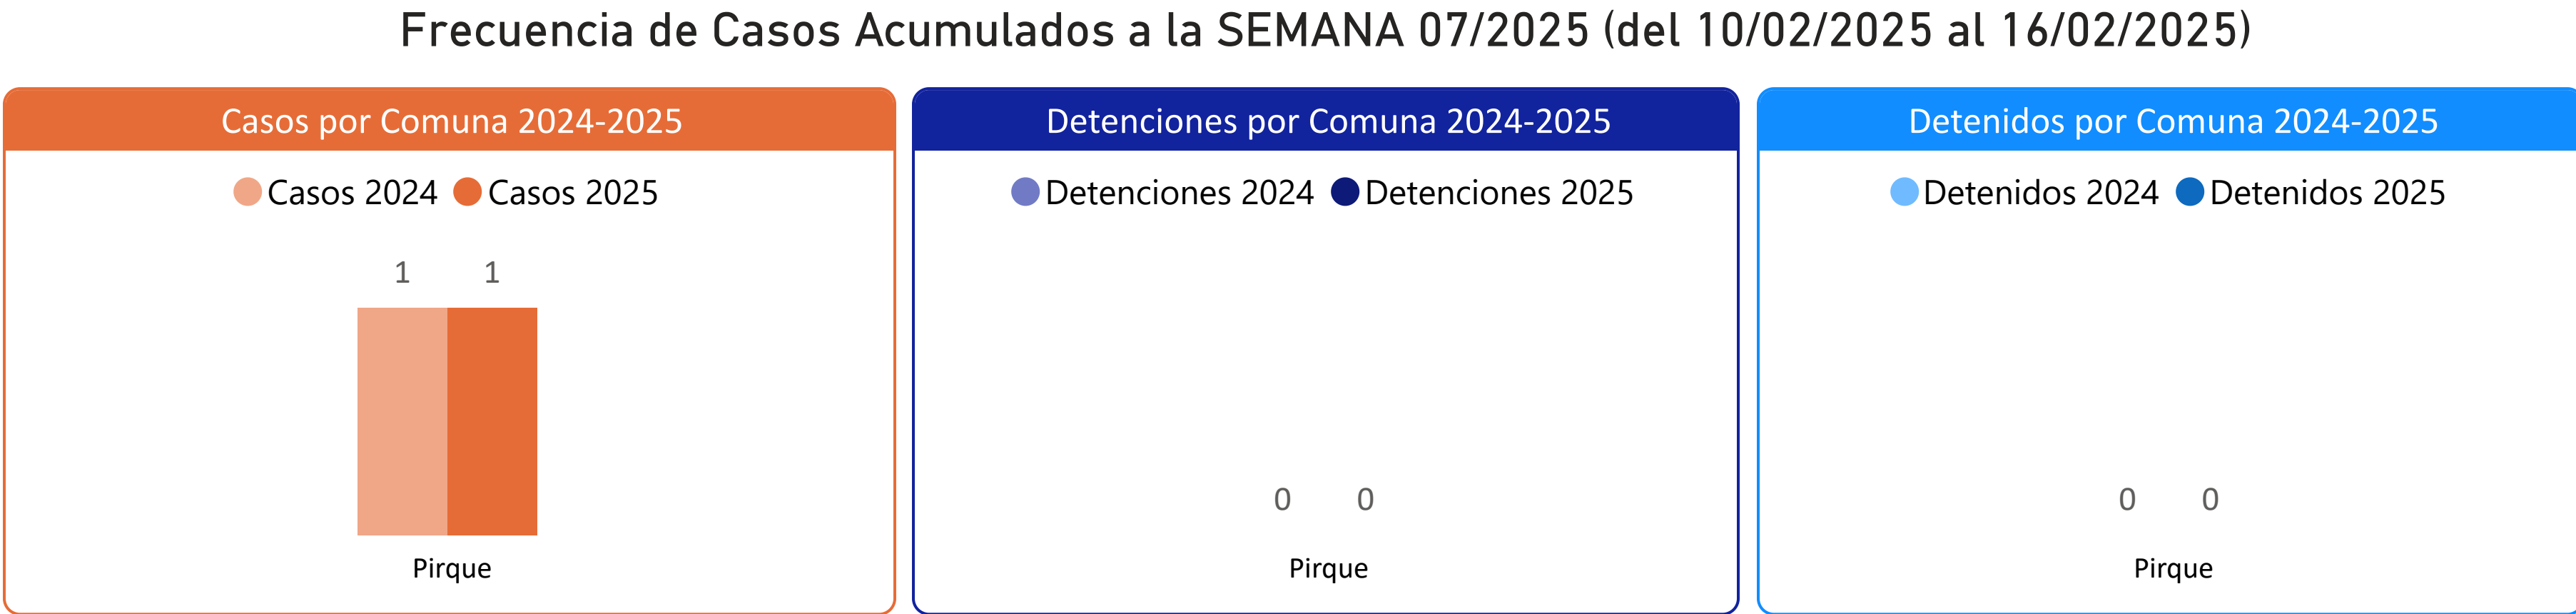 Frecuencia de Casos Acumulados a la SEMANA 07/2025 (del 10/02/2025 al 16/02/2025)
Casos por Comuna 2024-2025
Casos 2024 Casos 2025
1 1
Pirque
Detenciones por Comuna 2024-2025
Detenciones 2024 Detenciones 2025
0 0
Pirque
Detenidos por Comuna 2024-2025
Detenidos 2024 Detenidos 2025
0 0
Pirque